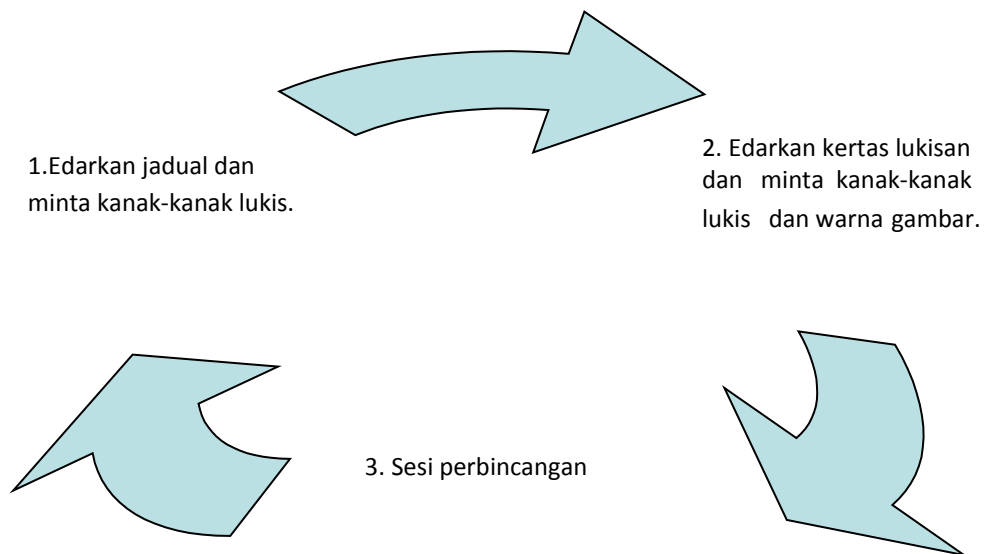 1.Edarkan jadual dan
minta kanak-kanak lukis.
2. Edarkan kertas lukisan
dan minta kanak-kanak
lukis dan warna gambar.
3. Sesi perbincangan